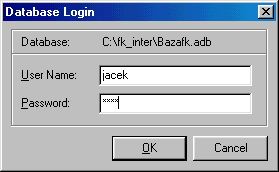 Database Login
Database: C:\fk_inter\Bazafk.adb
User Name: jacek
Password: ××××
OK Cancel